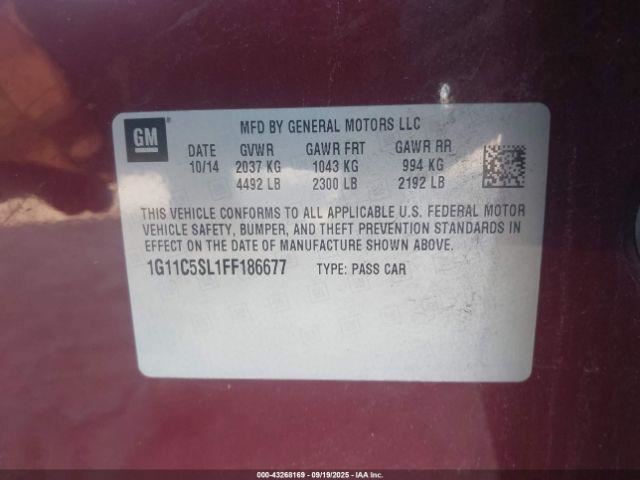 GM
MFD BY GENERAL MOTORS LLC
DATE GVWR GAWR FRT GAWR RR
10/14 2037 KG 1043 KG 994 KG
4492 LB 2300 LB 2192 LB
THIS VEHICLE CONFORMS TO ALL APPLICABLE U.S. FEDERAL MOTOR
VEHICLE SAFETY, BUMPER, AND THEFT PREVENTION STANDARDS IN
EFFECT ON THE DATE OF MANUFACTURE SHOWN ABOVE.
1G11C5SL1FF186677 TYPE: PASS CAR
000-43268169 - 09/19/2025 - IAA Inc.